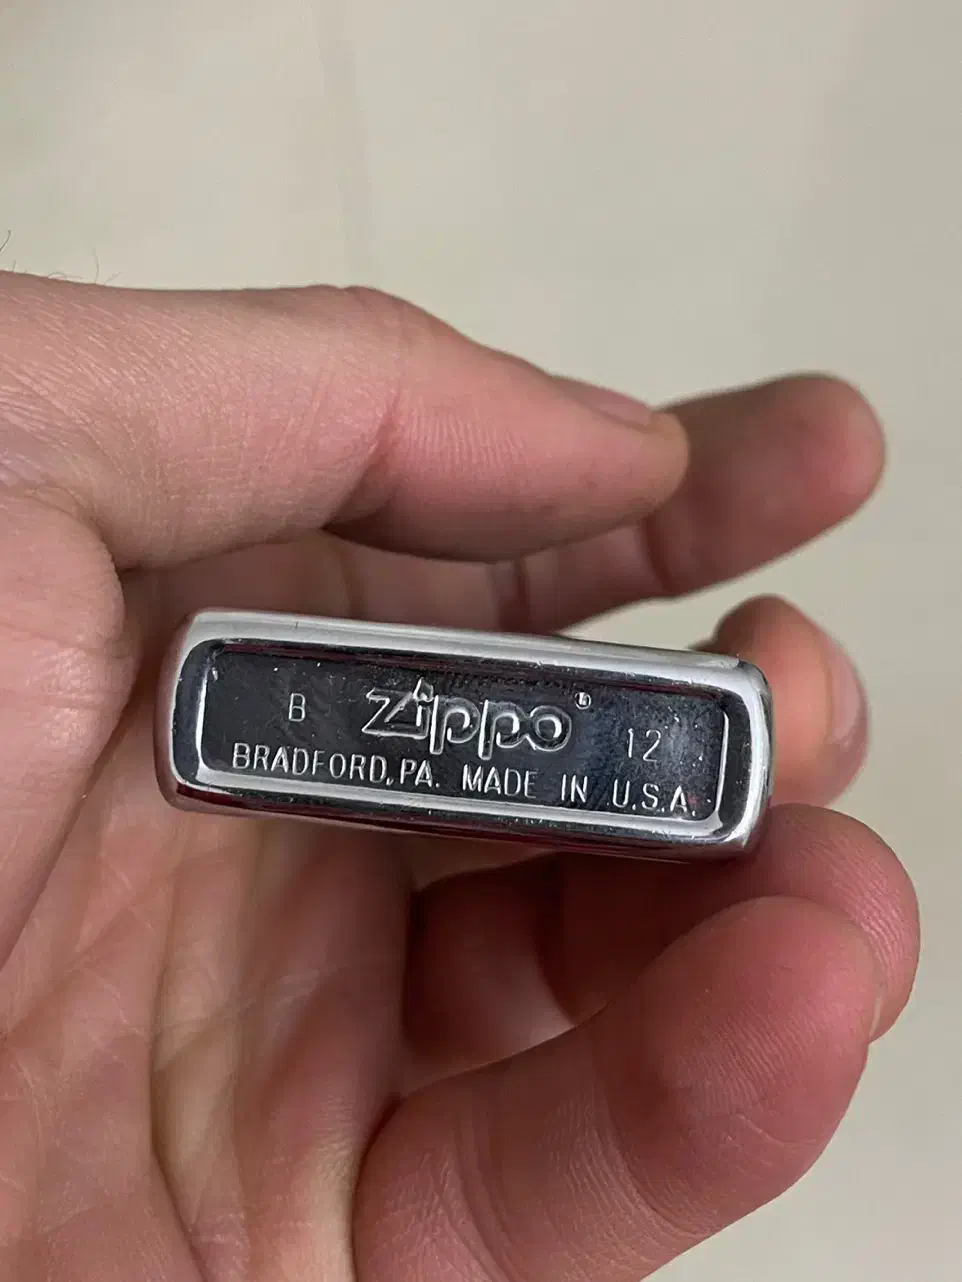 B Zippo® 12
BRADFORD, PA. MADE IN U.S.A.